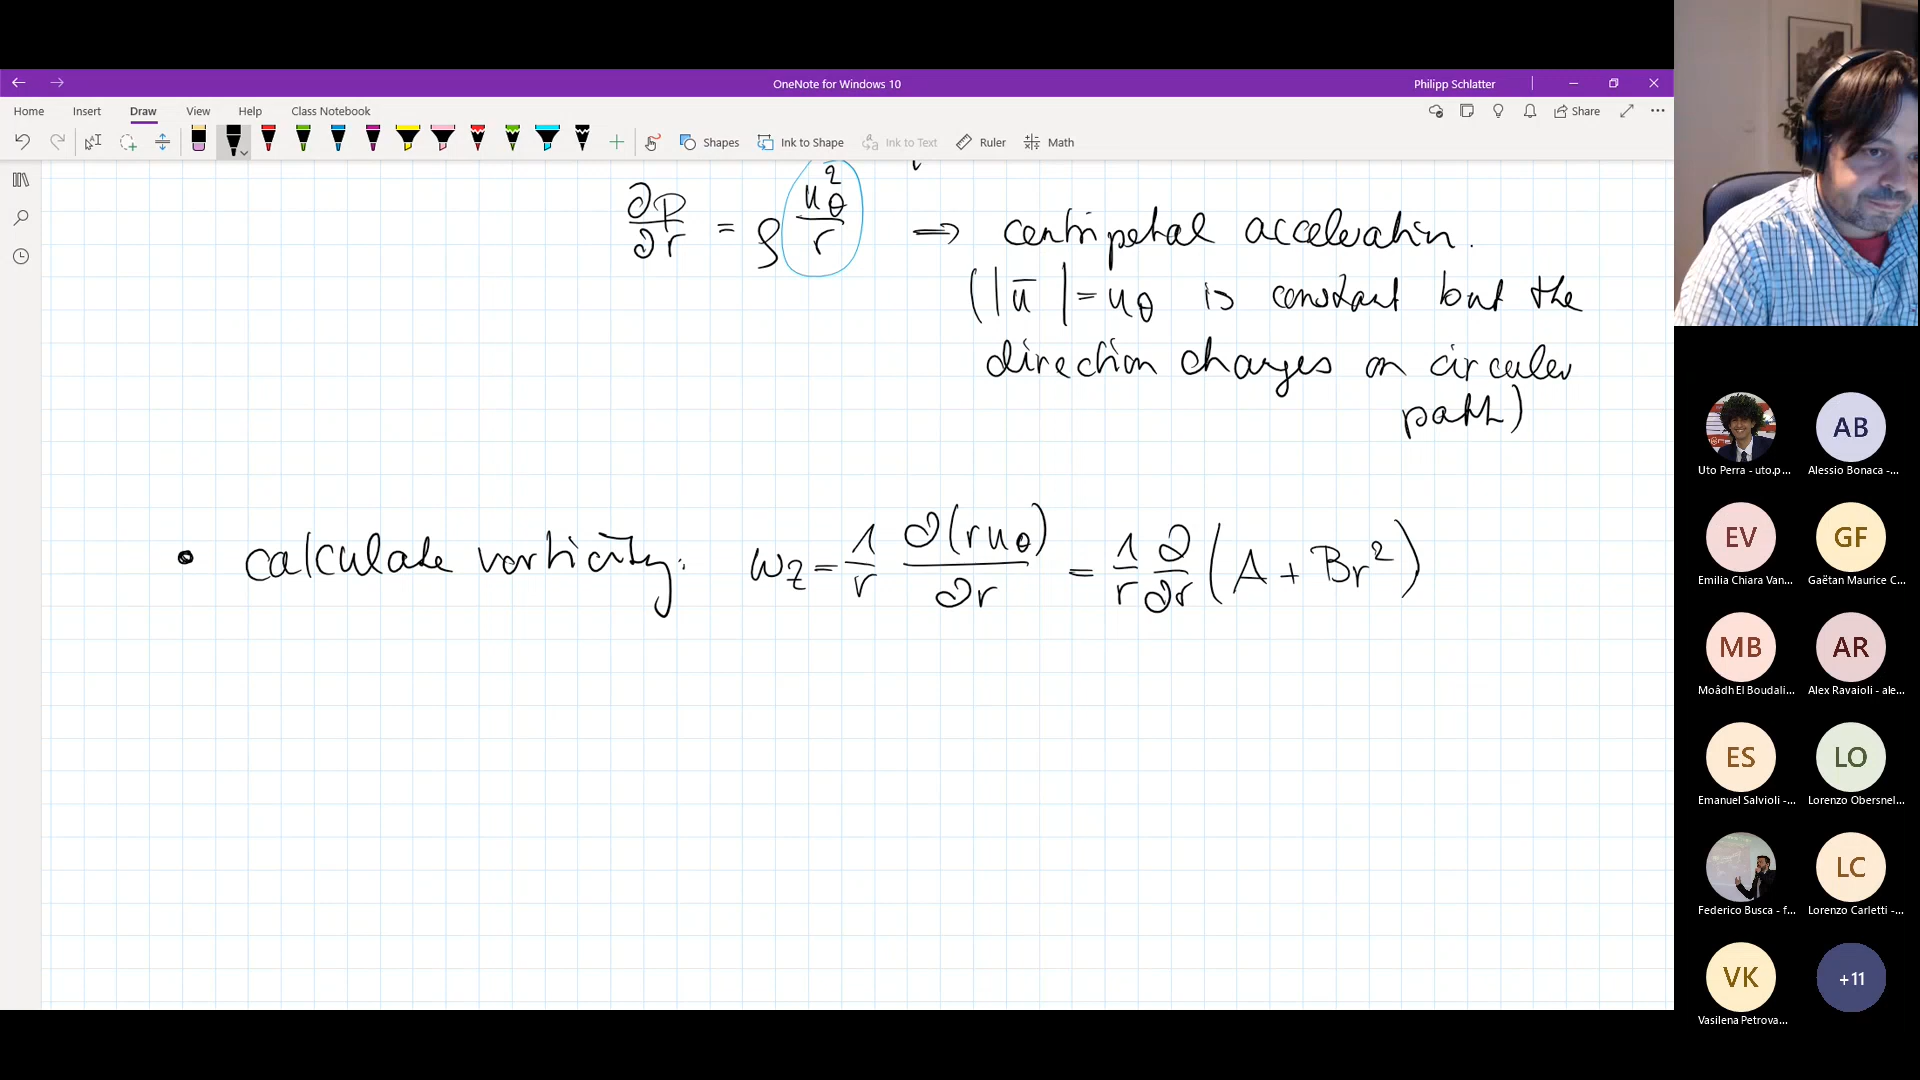 OneNote for Windows 10
Philipp Schlatter
Home Insert Draw View Help Class Notebook
Share
Shapes Ink to Shape Ink to Text Ruler Math
∂p/∂r = ρ u_θ²/r ⟹ centripetal acceleration.
(|ū| = u_θ is constant but the
direction changes on circular
path)
• calculate vorticity: ω_z = 1/r ∂(r u_θ)/∂r = 1/r ∂/∂r (A + Br²)
Uto Perra - uto.p...
AB
Alessio Bonaca -...
EV
Emilia Chiara Van...
GF
Gaëtan Maurice C...
MB
Moâdh El Boudali...
AR
Alex Ravaioli - ale...
ES
Emanuel Salvioli -...
LO
Lorenzo Obersnel...
Federico Busca - f...
LC
Lorenzo Carletti -...
VK
Vasilena Petrova...
+11